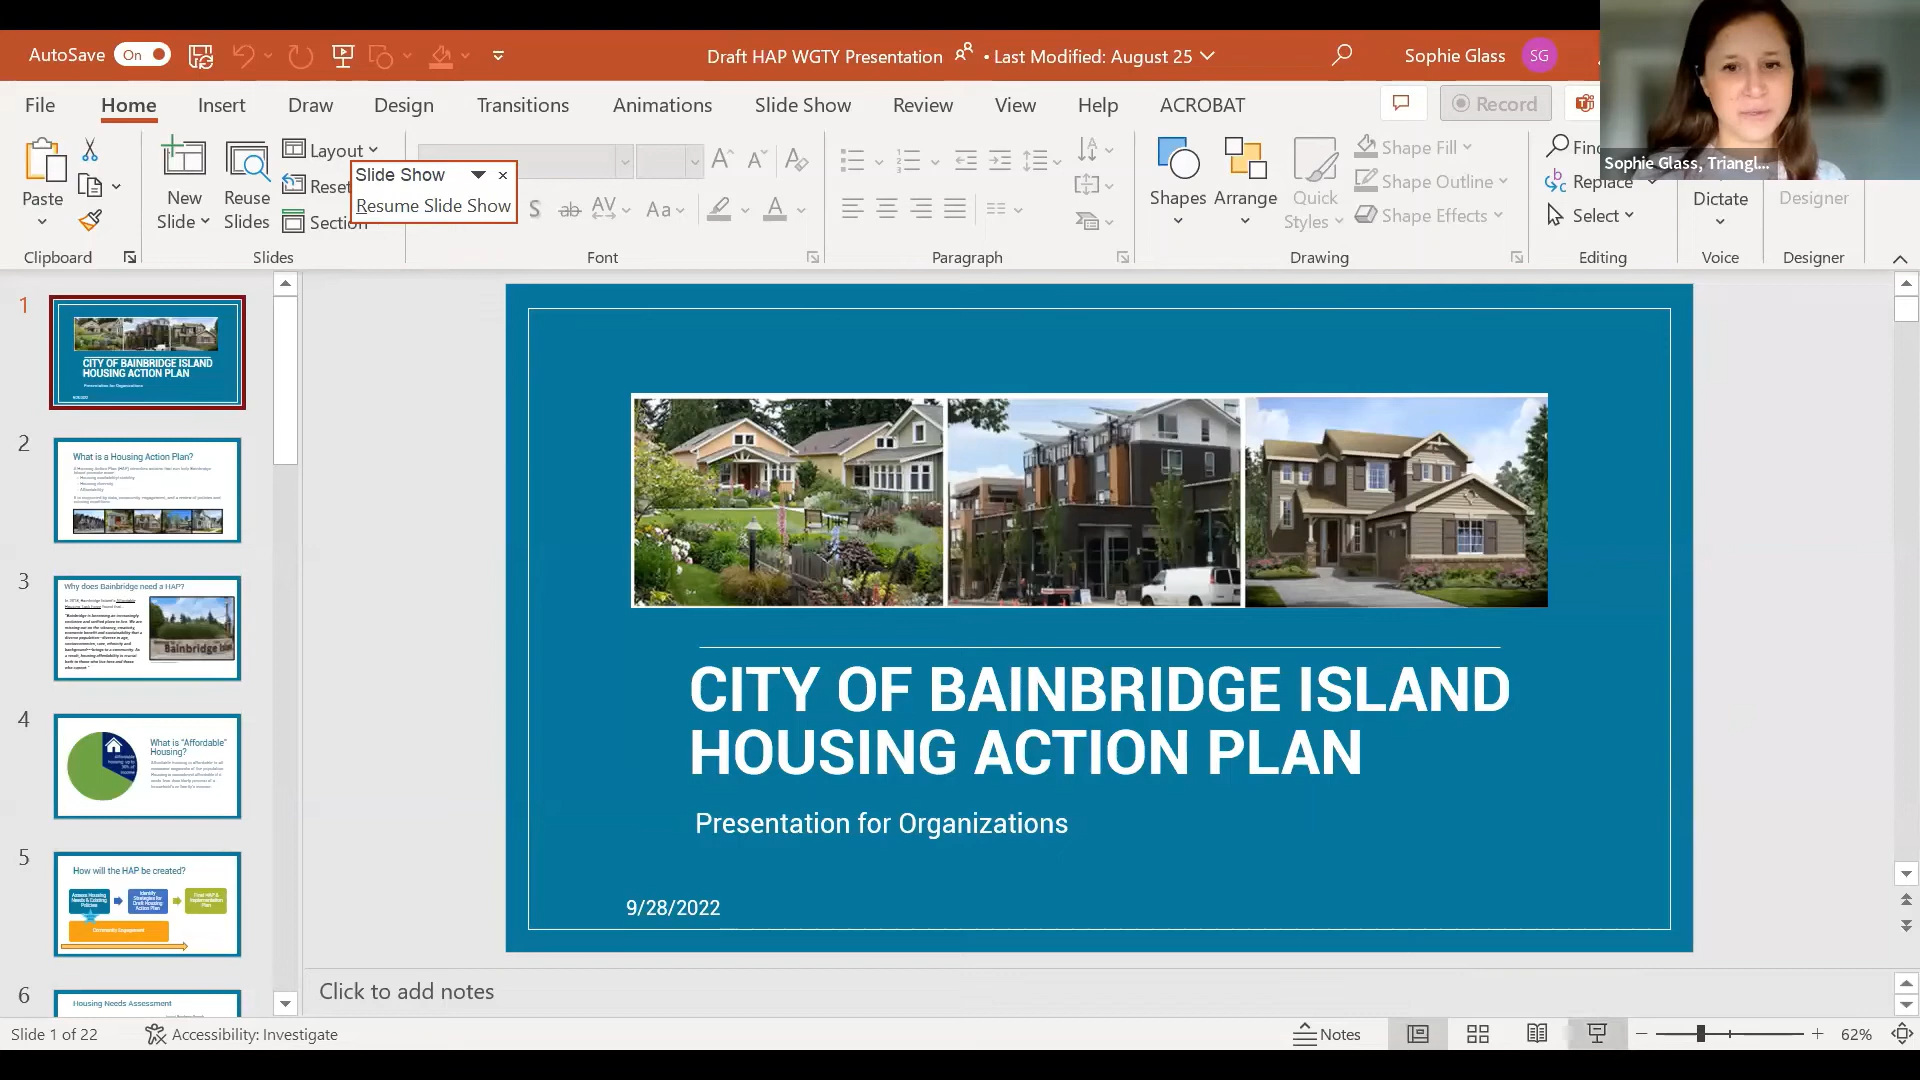 AutoSave On
Draft HAP WGTY Presentation • Last Modified: August 25
Sophie Glass SG
File Home Insert Draw Design Transitions Animations Slide Show Review View Help ACROBAT
Record
Paste
New Slide
Reuse Slides
Layout
Reset
Section
Slide Show
Resume Slide Show
Shapes
Arrange
Quick Styles
Shape Fill
Shape Outline
Shape Effects
Find
Replace
Select
Dictate
Designer
Clipboard Slides Font Paragraph Drawing Editing Voice Designer
Sophie Glass, Triangl...
1
CITY OF BAINBRIDGE ISLAND
HOUSING ACTION PLAN
Presentation for Organizations
2
What is a Housing Action Plan?
3
Why does Bainbridge need a HAP?
4
What is "Affordable"
Housing?
5
How will the HAP be created?
Community Engagement
6
Housing Needs Assessment
CITY OF BAINBRIDGE ISLAND
HOUSING ACTION PLAN
Presentation for Organizations
9/28/2022
Click to add notes
Slide 1 of 22
Accessibility: Investigate
Notes
62%